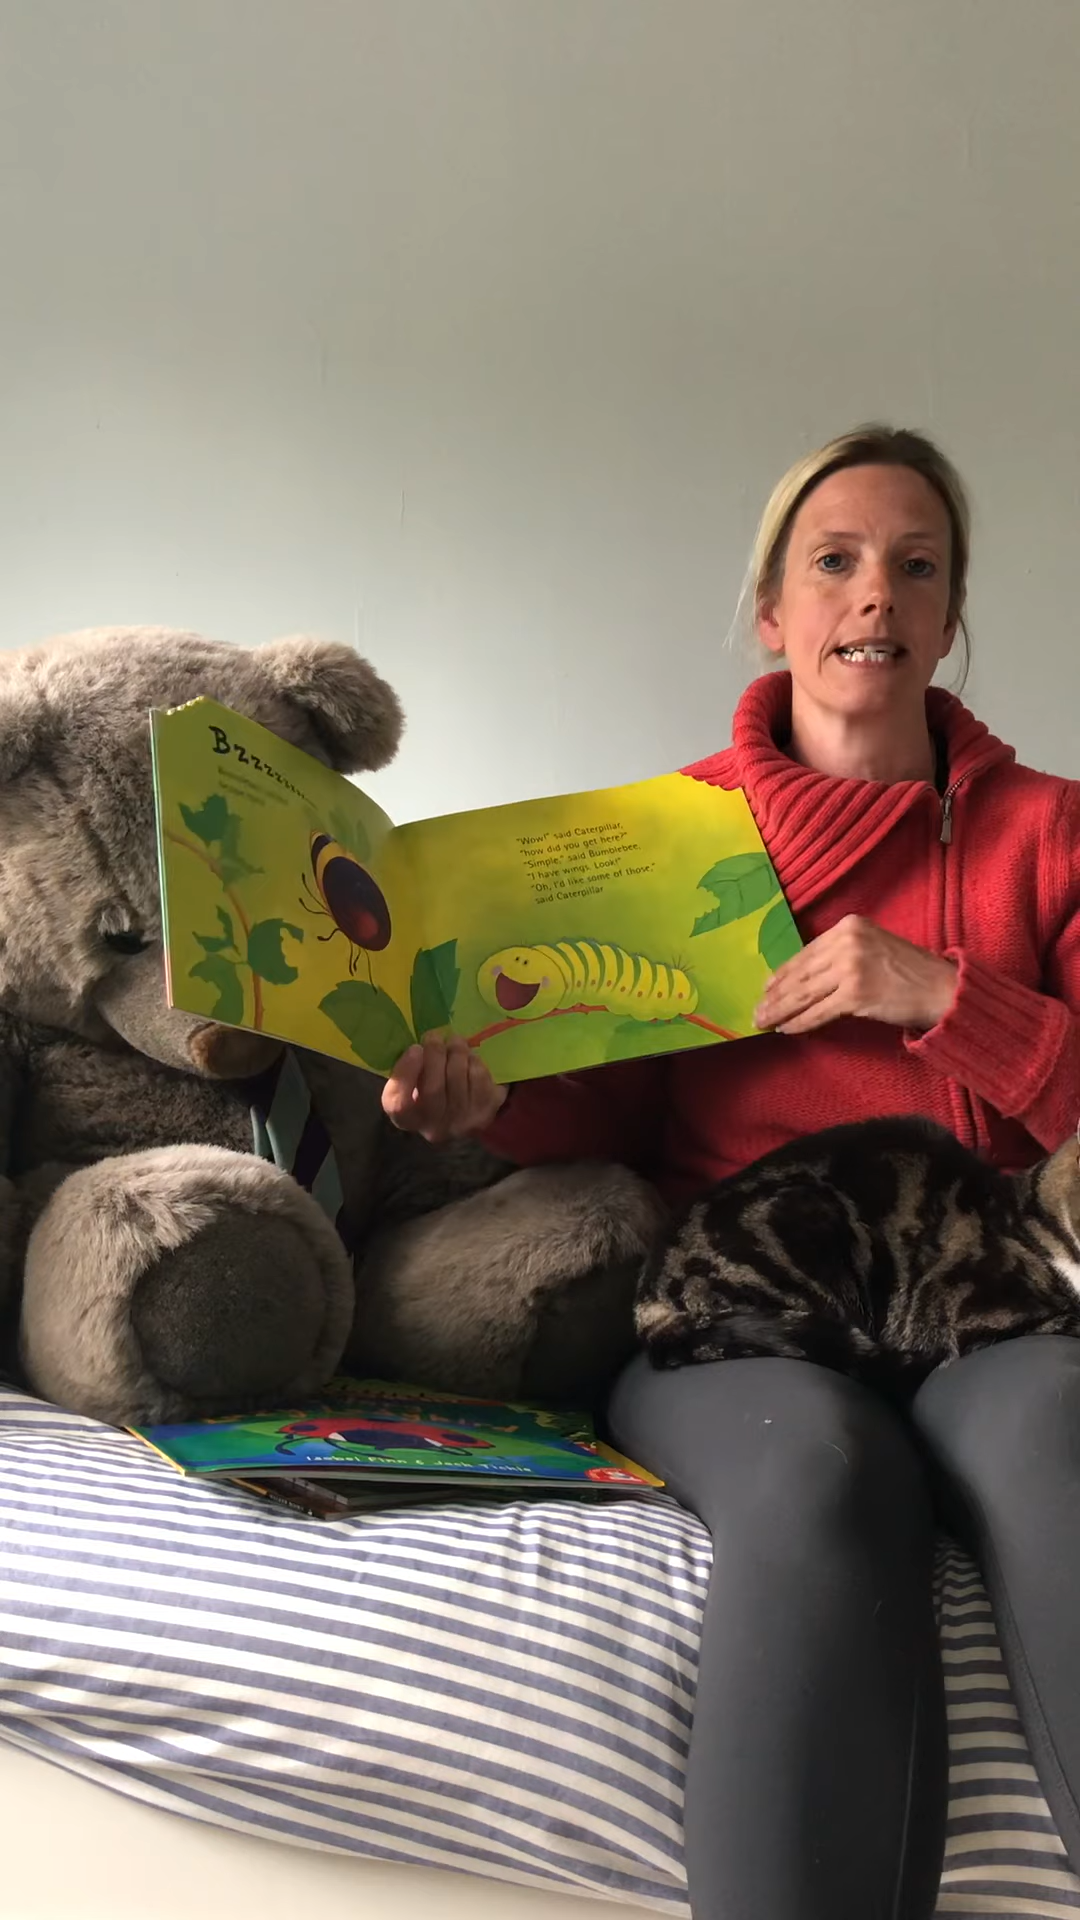 Bzzzzzzz...
"Wow!" said Caterpillar,
"how did you get here?"
"Simple," said Bumblebee,
"I have wings. Look!"
"Oh, I'd like some of those,"
said Caterpillar
Isabel Finn & Jack Tickle